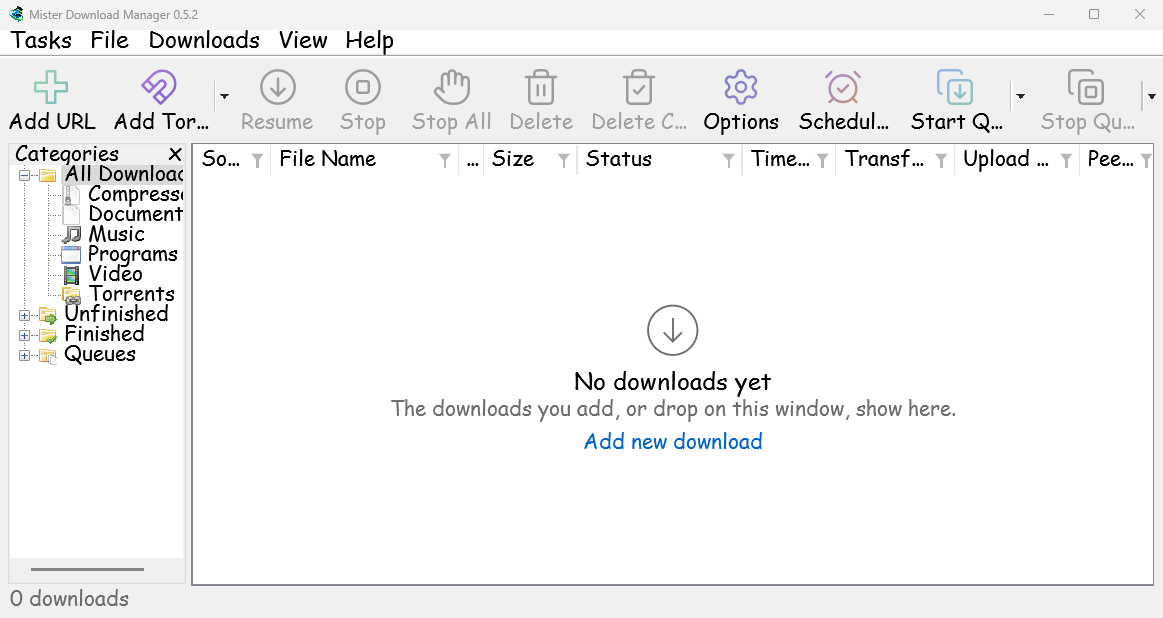 Mister Download Manager 0.5.2
Tasks File Downloads View Help
Add URL Add Tor... Resume Stop Stop All Delete Delete C... Options Schedul... Start Q... Stop Qu...
Categories
So... File Name ... Size Status Time... Transf... Upload ... Pee...
All Downloac
Compresse
Document
Music
Programs
Video
Torrents
Unfinished
Finished
Queues
No downloads yet
The downloads you add, or drop on this window, show here.
Add new download
0 downloads